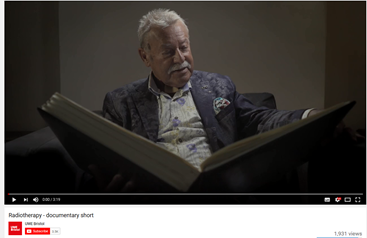 0:00 / 3:19
Radiotherapy - documentary short
UWE Bristol
Subscribe
1,931 views